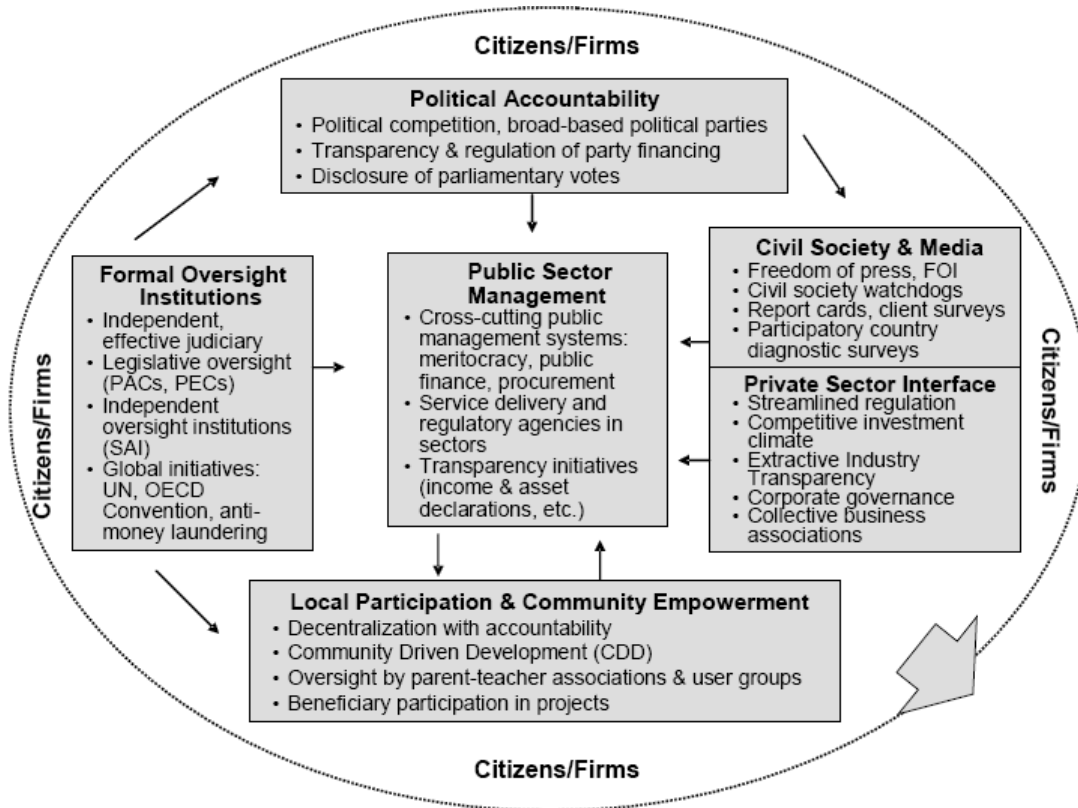 Citizens/Firms
Political Accountability
• Political competition, broad-based political parties
• Transparency & regulation of party financing
• Disclosure of parliamentary votes
Formal Oversight
Institutions
• Independent,
effective judiciary
• Legislative oversight
(PACs, PECs)
• Independent
oversight institutions
(SAI)
• Global initiatives:
UN, OECD
Convention, anti-
money laundering
Public Sector
Management
• Cross-cutting public
management systems:
meritocracy, public
finance, procurement
• Service delivery and
regulatory agencies in
sectors
• Transparency initiatives
(income & asset
declarations, etc.)
Civil Society & Media
• Freedom of press, FOI
• Civil society watchdogs
• Report cards, client surveys
• Participatory country
diagnostic surveys
Private Sector Interface
• Streamlined regulation
• Competitive investment
climate
• Extractive Industry
Transparency
• Corporate governance
• Collective business
associations
Citizens/Firms
Citizens/Firms
Local Participation & Community Empowerment
• Decentralization with accountability
• Community Driven Development (CDD)
• Oversight by parent-teacher associations & user groups
• Beneficiary participation in projects
Citizens/Firms